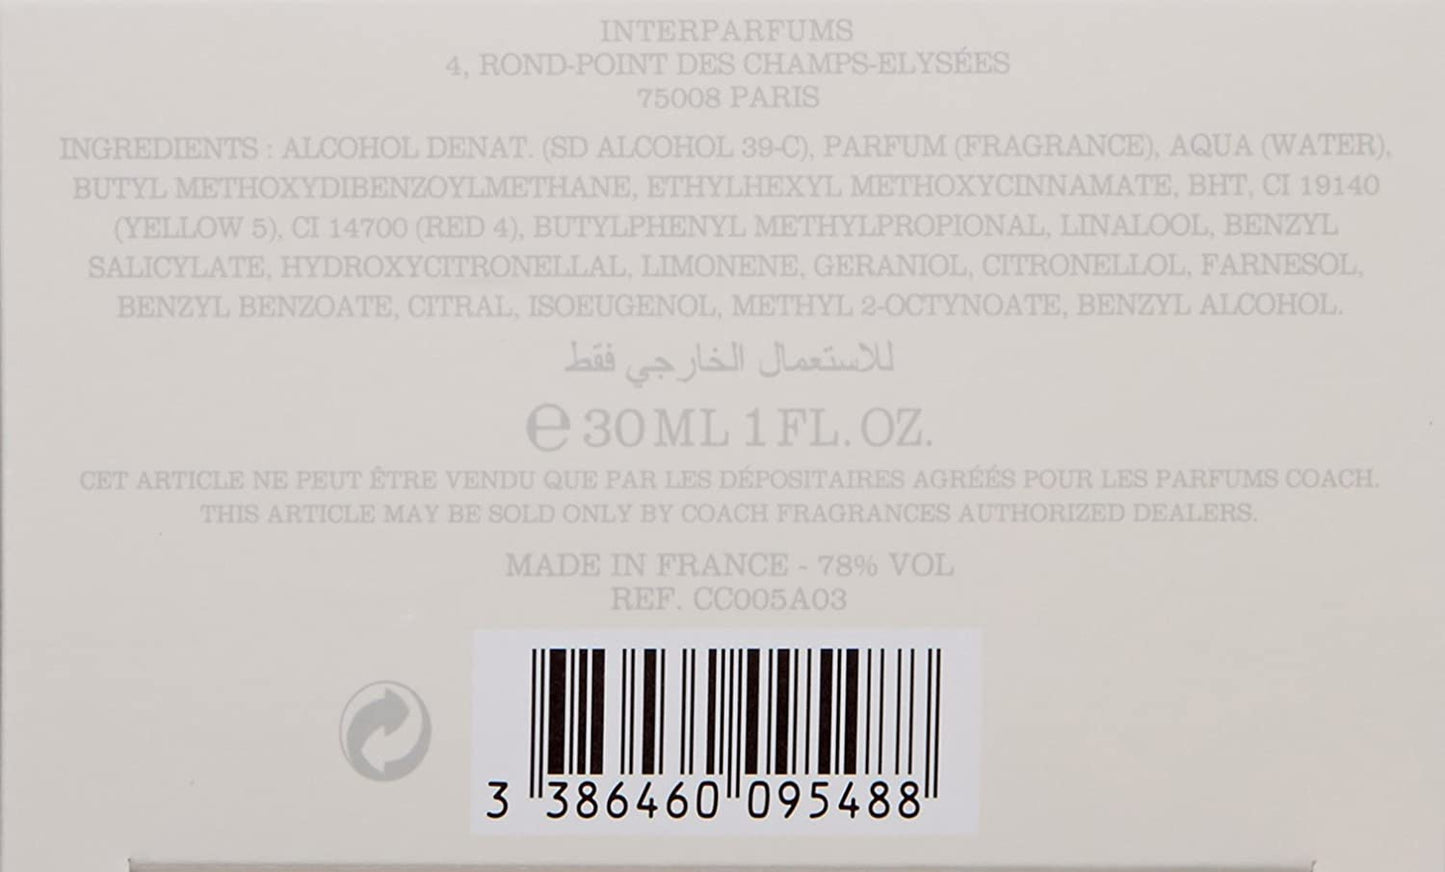 INTERPARFUMS
4, ROND-POINT DES CHAMPS-ELYSÉES
75008 PARIS
INGREDIENTS : ALCOHOL DENAT. (SD ALCOHOL 39-C), PARFUM (FRAGRANCE), AQUA (WATER),
BUTYL METHOXYDIBENZOYLMETHANE, ETHYLHEXYL METHOXYCINNAMATE, BHT, CI 19140
(YELLOW 5), CI 14700 (RED 4), BUTYLPHENYL METHYLPROPIONAL, LINALOOL, BENZYL
SALICYLATE, HYDROXYCITRONELLAL, LIMONENE, GERANIOL, CITRONELLOL, FARNESOL,
BENZYL BENZOATE, CITRAL, ISOEUGENOL, METHYL 2-OCTYNOATE, BENZYL ALCOHOL.
للاستعمال الخارجي فقط
℮ 30 ML 1 FL. OZ.
CET ARTICLE NE PEUT ÊTRE VENDU QUE PAR LES DÉPOSITAIRES AGRÉÉS POUR LES PARFUMS COACH.
THIS ARTICLE MAY BE SOLD ONLY BY COACH FRAGRANCES AUTHORIZED DEALERS.
MADE IN FRANCE - 78% VOL
REF. CC005A03
3 386460 095488